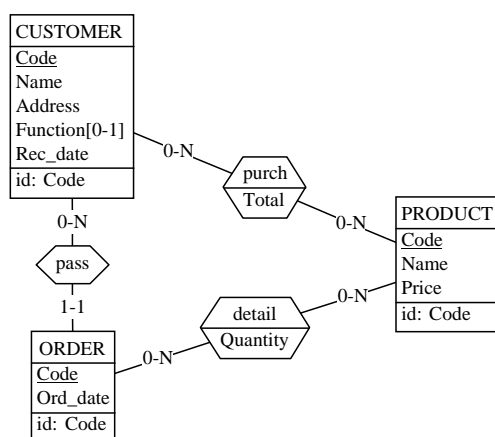 CUSTOMER
Code
Name
Address
Function[0-1]
Rec_date
id: Code
0-N
purch
Total
0-N
PRODUCT
Code
Name
Price
id: Code
0-N
pass
1-1
0-N
detail
Quantity
0-N
ORDER
Code
Ord_date
id: Code